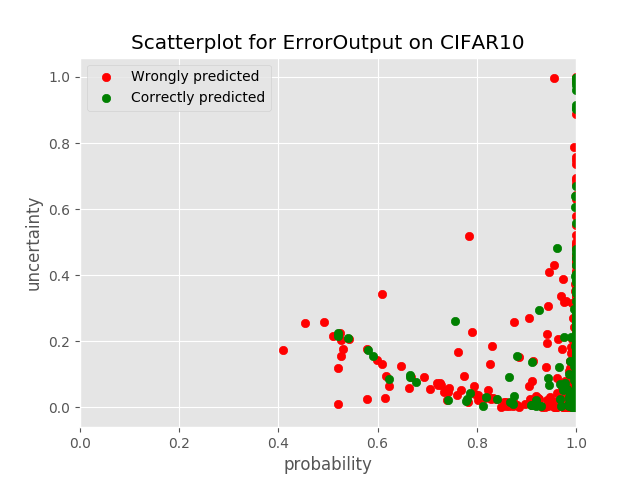 Scatterplot for ErrorOutput on CIFAR10
Wrongly predicted
Correctly predicted
uncertainty
1.0
0.8
0.6
0.4
0.2
0.0
0.0 0.2 0.4 0.6 0.8 1.0
probability